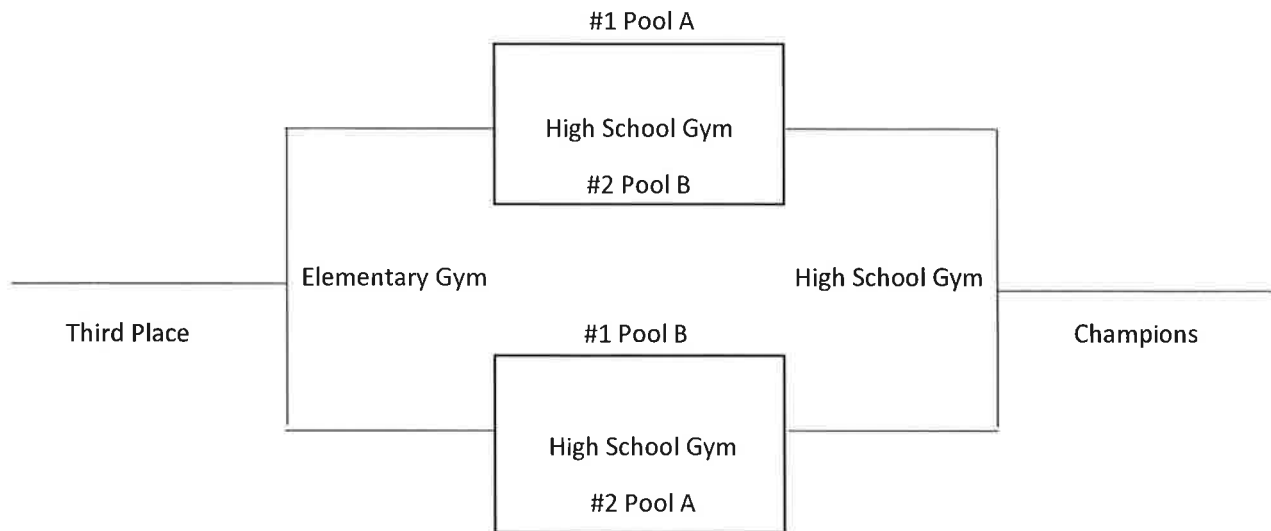 #1 Pool A
High School Gym
#2 Pool B
Elementary Gym
High School Gym
Third Place
#1 Pool B
Champions
High School Gym
#2 Pool A